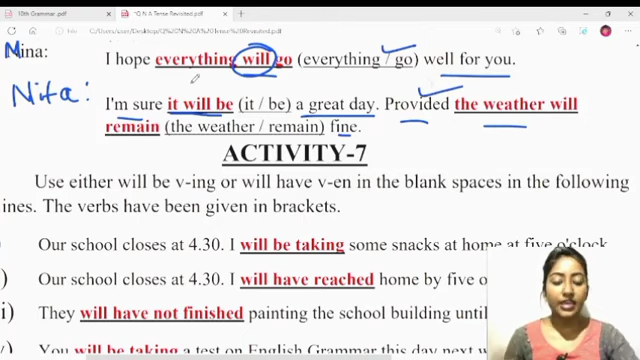 10th Grammar.pdf
*Q N A Tense Revisited.pdf
File | C:/Users/user/Desktop/Q%20N%20A%20Tense%20Revisited.pdf
Nina:
I hope everything will go (everything / go) well for you.
Nita:
I'm sure it will be (it / be) a great day. Provided the weather will
remain (the weather / remain) fine.
ACTIVITY-7
Use either will be v-ing or will have v-en in the blank spaces in the following
ines. The verbs have been given in brackets.
Our school closes at 4.30. I will be taking some snacks at home at five o'clock
) Our school closes at 4.30. I will have reached home by five o
i) They will have not finished painting the school building until
) You will be taking a test on English Grammar this day next w